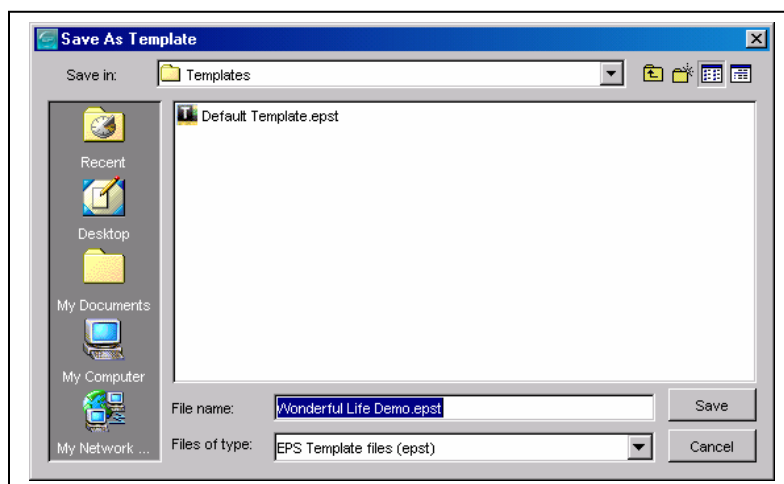 Save As Template
Save in: Templates
Default Template.epst
Recent
Desktop
My Documents
My Computer
My Network ...
File name: Wonderful Life Demo.epst Save
Files of type: EPS Template files (epst) Cancel